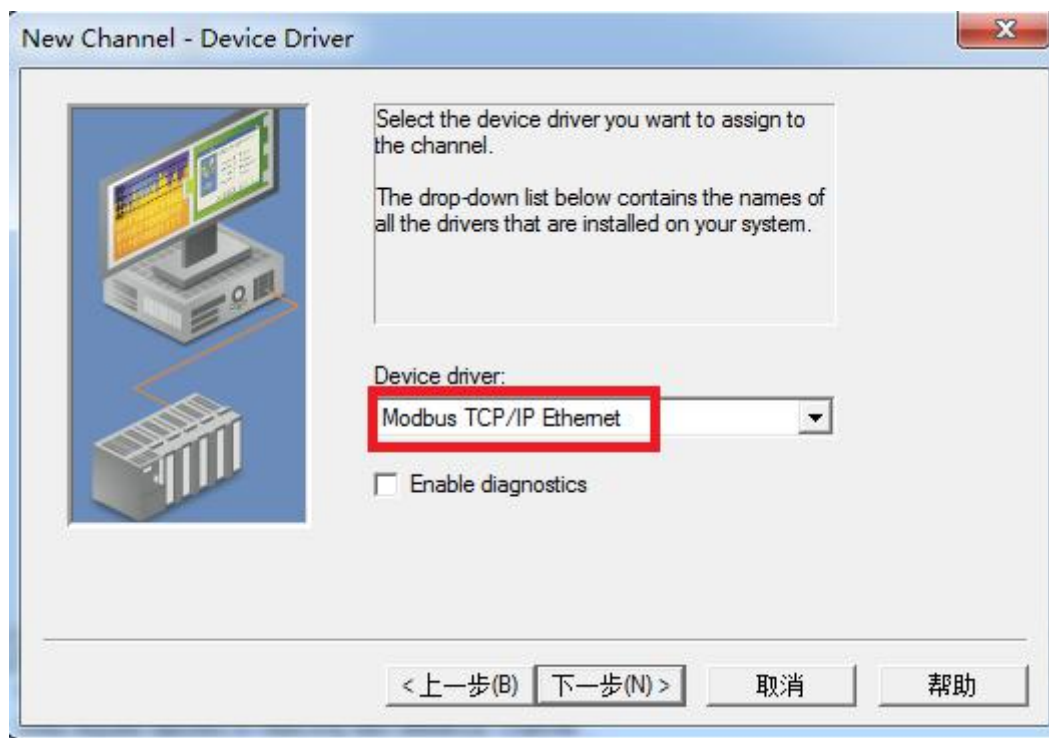 New Channel - Device Driver
Select the device driver you want to assign to
the channel.
The drop-down list below contains the names of
all the drivers that are installed on your system.
Device driver:
Modbus TCP/IP Ethernet
Enable diagnostics
<上一步(B) 下一步(N)> 取消 帮助